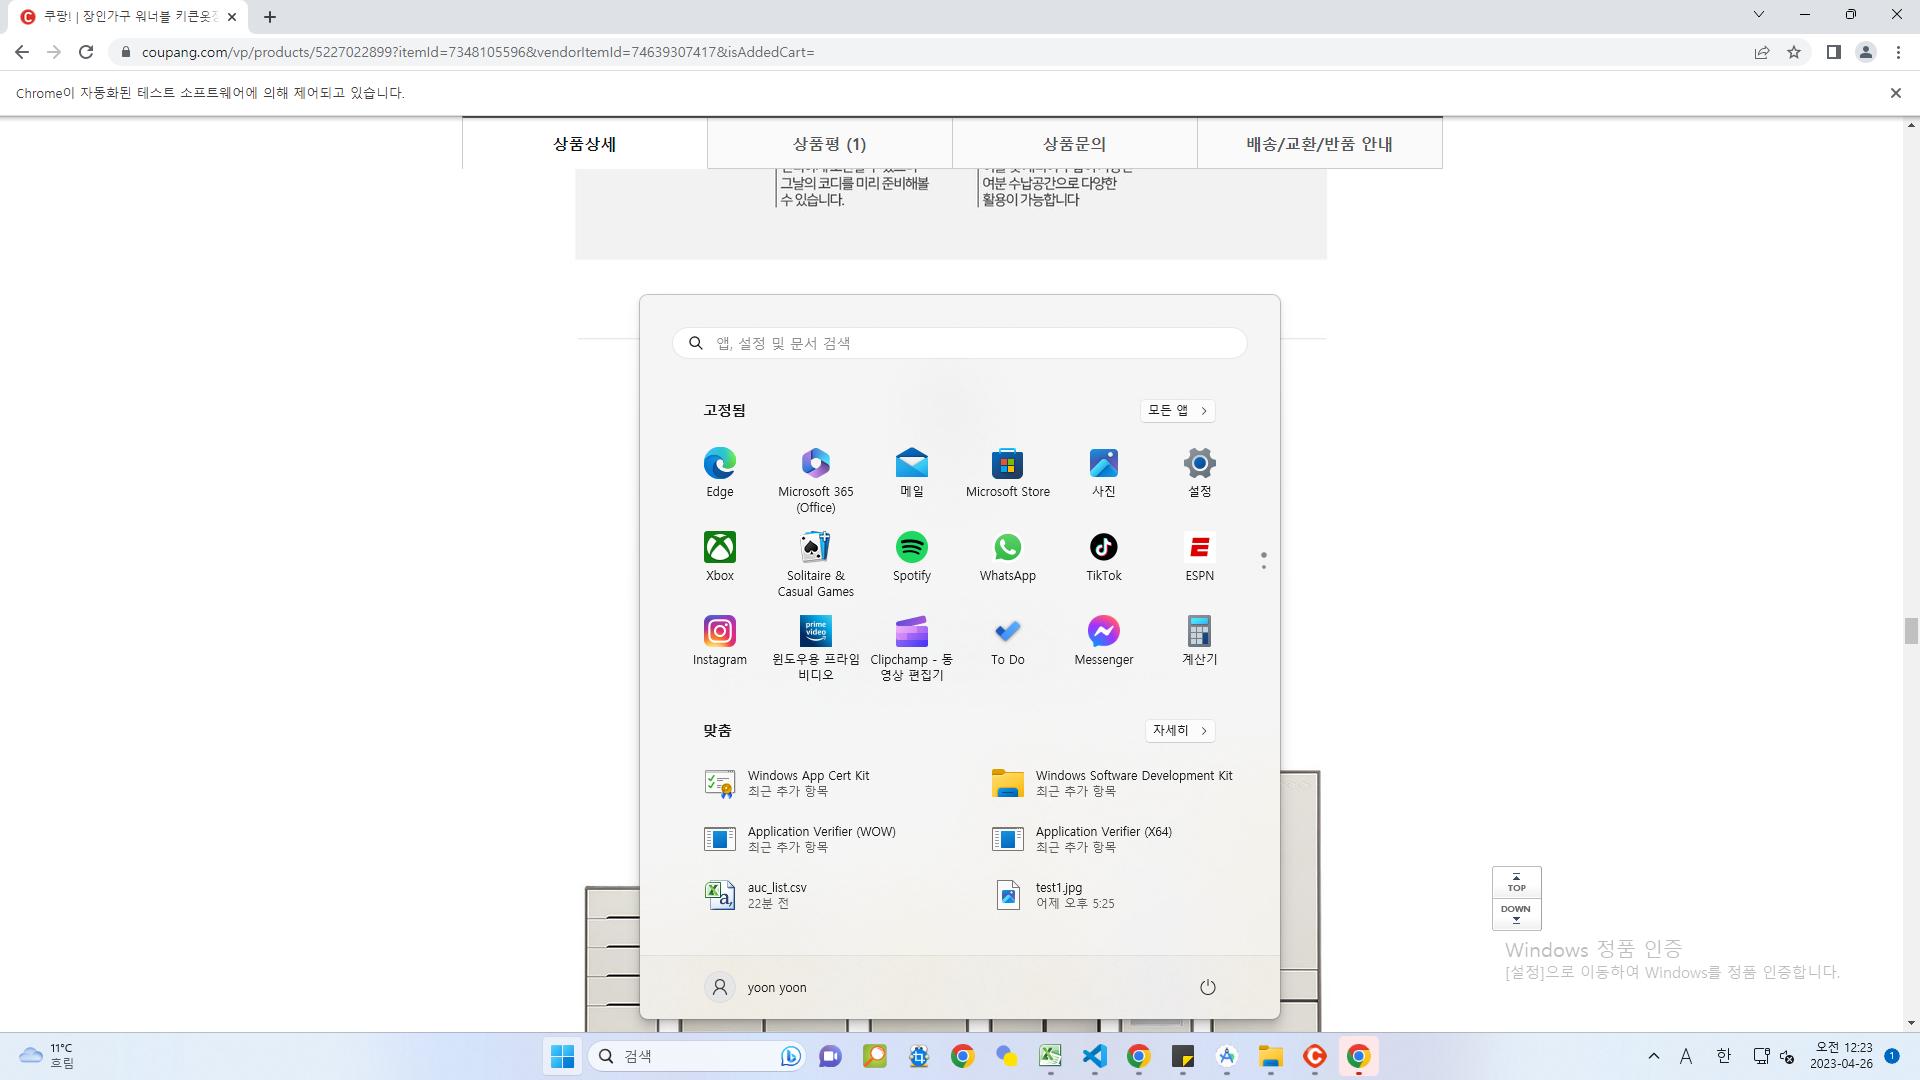 쿠팡! | 장인가구 워너블 키큰옷장
coupang.com/vp/products/5227022899?itemId=7348105596&vendorItemId=74639307417&isAddedCart=
Chrome이 자동화된 테스트 소프트웨어에 의해 제어되고 있습니다.
상품상세
상품평 (1)
상품문의
배송/교환/반품 안내
그날의 코디를 미리 준비해볼
수 있습니다.
여분 수납공간으로 다양한
활용이 가능합니다
앱, 설정 및 문서 검색
고정됨
모든 앱
Edge
Microsoft 365
(Office)
메일
Microsoft Store
사진
설정
Xbox
Solitaire &
Casual Games
Spotify
WhatsApp
TikTok
ESPN
Instagram
prime
video
윈도우용 프라임
비디오
Clipchamp - 동
영상 편집기
To Do
Messenger
계산기
맞춤
자세히
Windows App Cert Kit
최근 추가 항목
Windows Software Development Kit
최근 추가 항목
Application Verifier (WOW)
최근 추가 항목
Application Verifier (X64)
최근 추가 항목
auc_list.csv
22분 전
test1.jpg
어제 오후 5:25
yoon yoon
TOP
DOWN
Windows 정품 인증
[설정]으로 이동하여 Windows를 정품 인증합니다.
11°C
흐림
검색
A
한
오전 12:23
2023-04-26
1